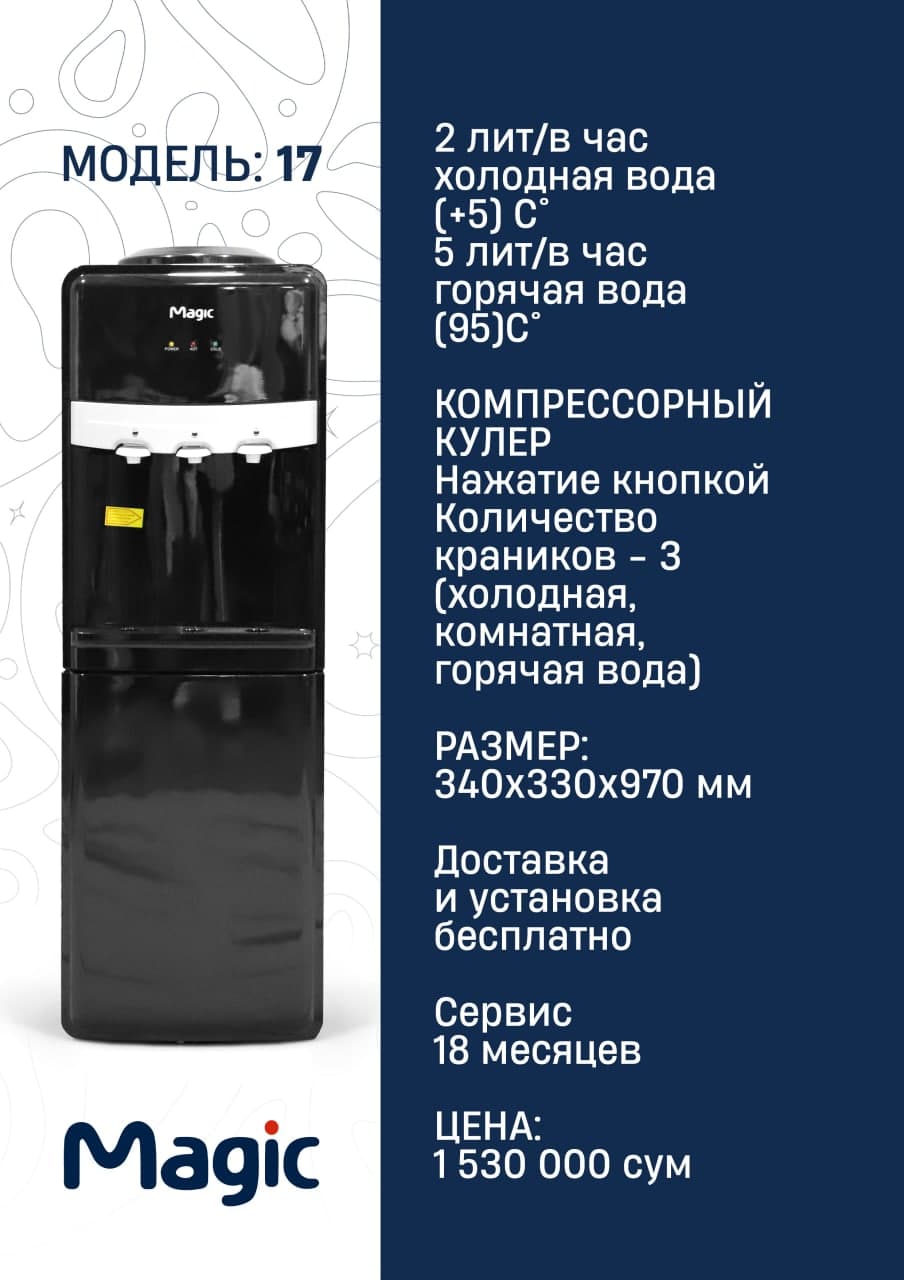 МОДЕЛЬ: 17
Magic
POWER HOT COLD
Magic
2 лит/в час
холодная вода
(+5) C°
5 лит/в час
горячая вода
(95)C°
КОМПРЕССОРНЫЙ
КУЛЕР
Нажатие кнопкой
Количество
краников - 3
(холодная,
комнатная,
горячая вода)
РАЗМЕР:
340x330x970 мм
Доставка
и установка
бесплатно
Сервис
18 месяцев
ЦЕНА:
1 530 000 сум